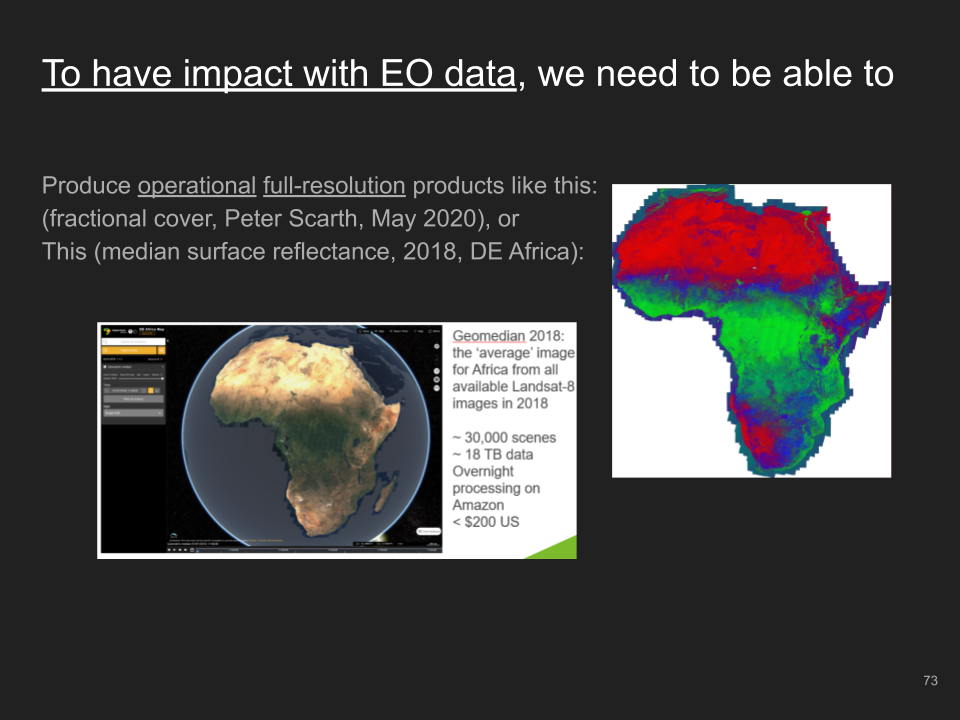 To have impact with EO data, we need to be able to
Produce operational full-resolution products like this:
(fractional cover, Peter Scarth, May 2020), or
This (median surface reflectance, 2018, DE Africa):
Geomedian 2018:
the ‘average’ image
for Africa from all
available Landsat-8
images in 2018
~ 30,000 scenes
~ 18 TB data
Overnight
processing on
Amazon
< $200 US
DE Africa Map
73